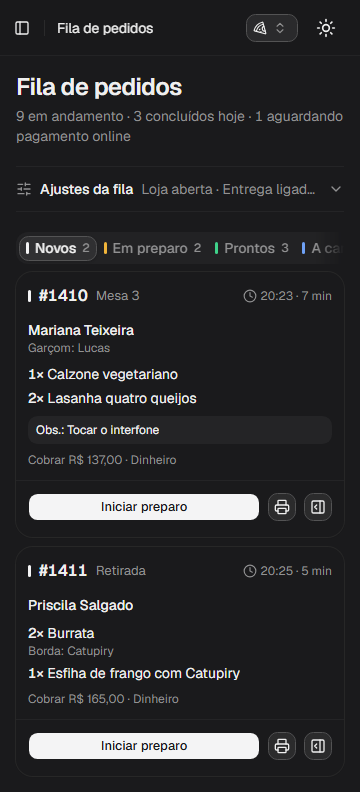 Fila de pedidos
Fila de pedidos
9 em andamento · 3 concluídos hoje · 1 aguardando
pagamento online
Ajustes da fila Loja aberta · Entrega ligad...
Novos 2 Em preparo 2 Prontos 3 A ca
#1410 Mesa 3 20:23 · 7 min
Mariana Teixeira
Garçom: Lucas
1× Calzone vegetariano
2× Lasanha quatro queijos
Obs.: Tocar o interfone
Cobrar R$ 137,00 · Dinheiro
Iniciar preparo
#1411 Retirada 20:25 · 5 min
Priscila Salgado
2× Burrata
Borda: Catupiry
1× Esfiha de frango com Catupiry
Cobrar R$ 165,00 · Dinheiro
Iniciar preparo